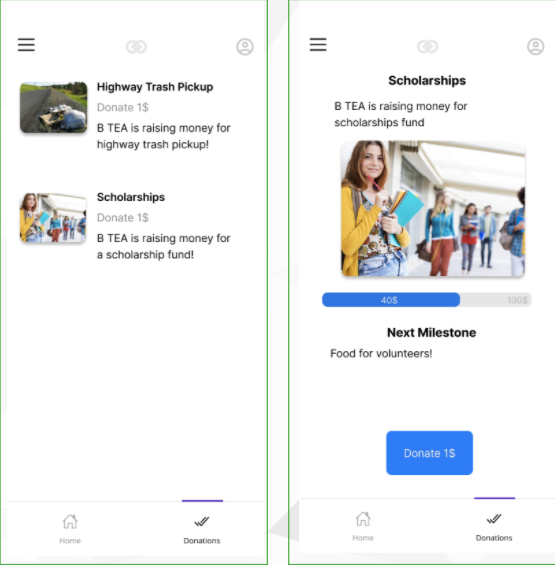 Highway Trash Pickup
Donate 1$
B TEA is raising money for
highway trash pickup!
Scholarships
Donate 1$
B TEA is raising money for
a scholarship fund!
Home
Donations
Scholarships
B TEA is raising money for
scholarships fund
40$
100$
Next Milestone
Food for volunteers!
Donate 1$
Home
Donations